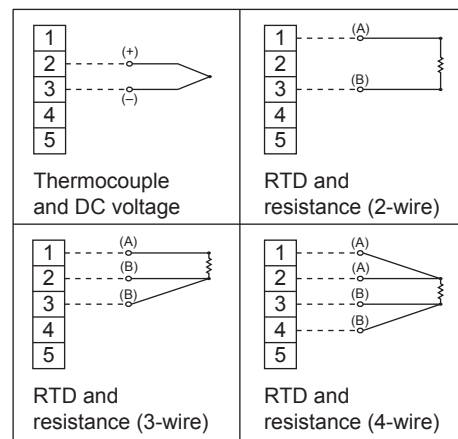 1
2
3
4
5
(+)
(−)
Thermocouple
and DC voltage
1
2
3
4
5
(A)
(B)
RTD and
resistance (2-wire)
1
2
3
4
5
(A)
(B)
(B)
RTD and
resistance (3-wire)
1
2
3
4
5
(A)
(A)
(B)
(B)
RTD and
resistance (4-wire)